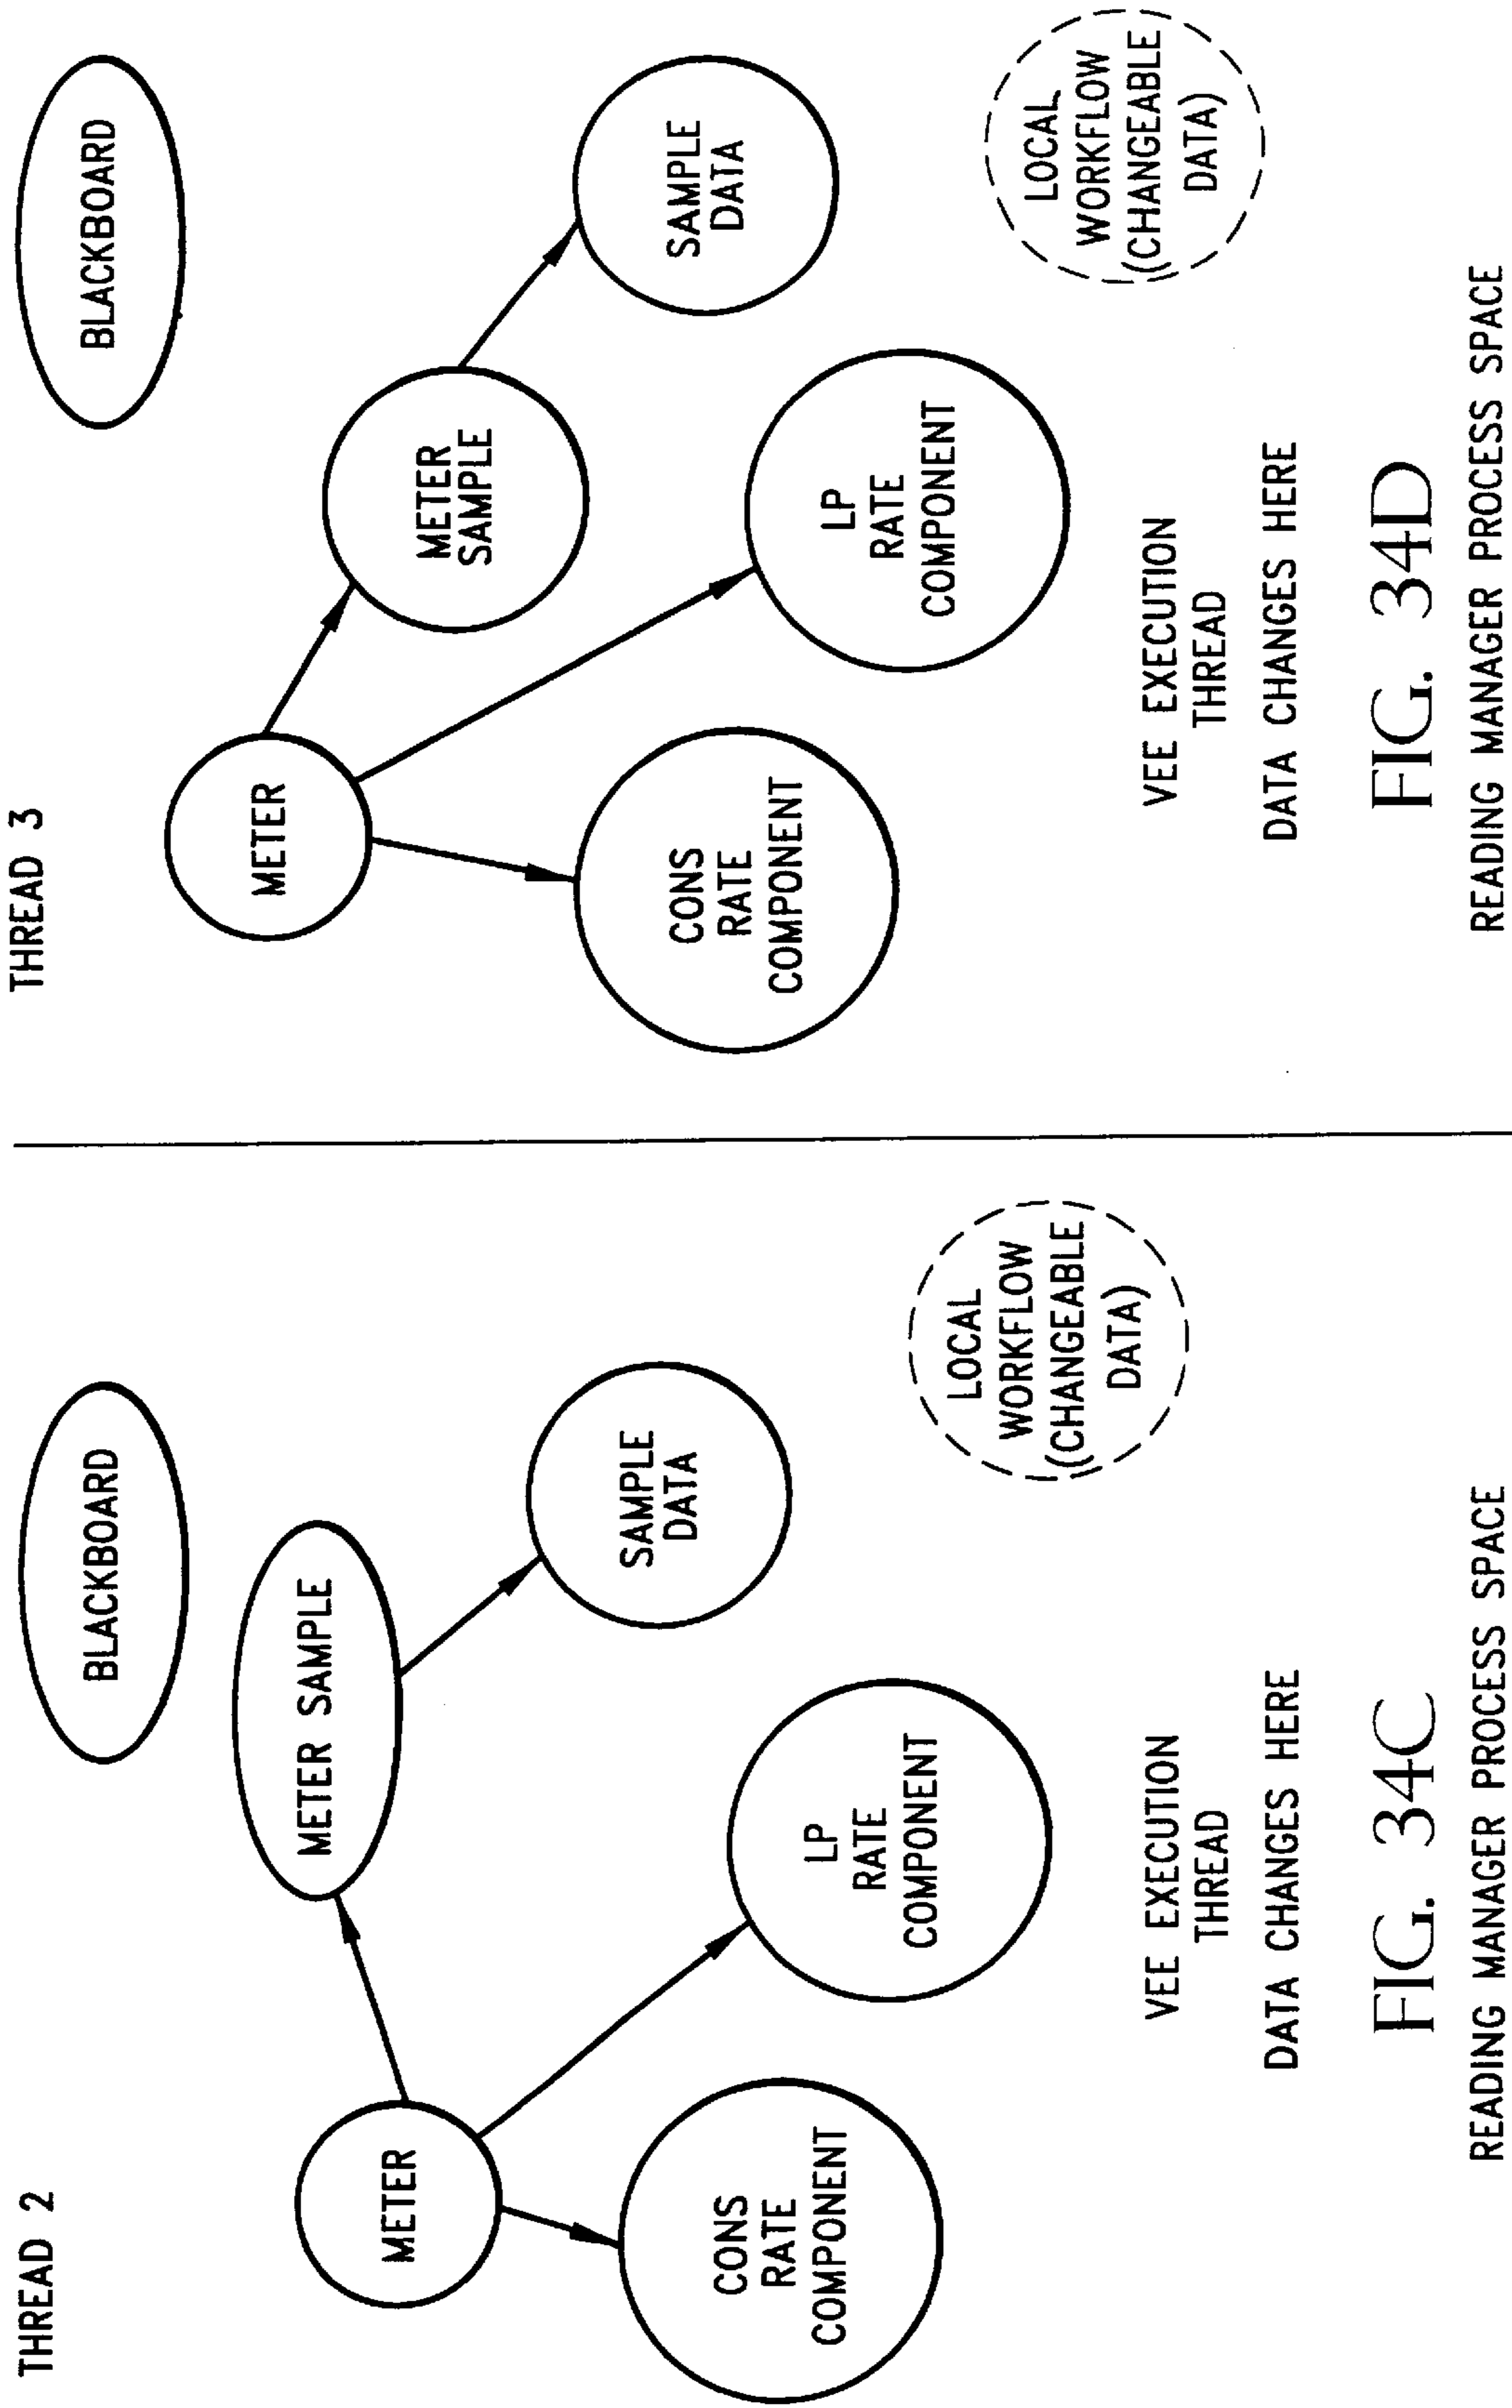 THREAD 2
BLACKBOARD
METER SAMPLE
METER
SAMPLE
DATA
CONS
RATE
COMPONENT
LP
RATE
COMPONENT
LOCAL
WORKFLOW
(CHANGEABLE
DATA)
VEE EXECUTION
THREAD
DATA CHANGES HERE
FIG. 34C
READING MANAGER PROCESS SPACE
THREAD 3
BLACKBOARD
METER
METER
SAMPLE
SAMPLE
DATA
CONS
RATE
COMPONENT
LP
RATE
COMPONENT
LOCAL
WORKFLOW
(CHANGEABLE
DATA)
VEE EXECUTION
THREAD
DATA CHANGES HERE
FIG. 34D
READING MANAGER PROCESS SPACE